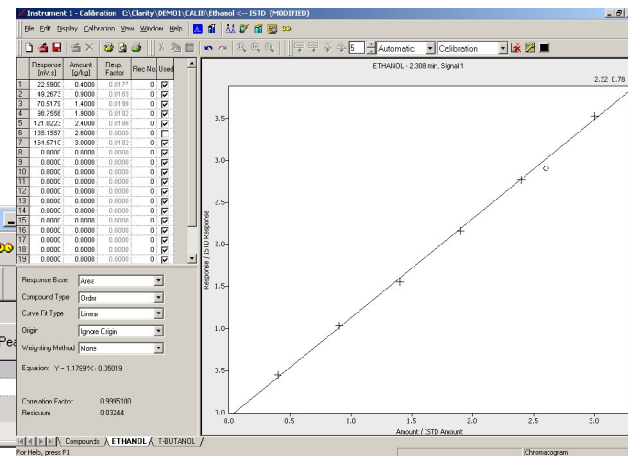 Instrument 1 - Calibration C:\Clarity\DEMO1\CALIB\Ethanol <-- ISTD (MODIFIED)
File Edit Display Calibration View Window Help
5 Automatic Calibration
Response [mV.s] Amount [g/kg] Resp. Factor Rec No. Used
1 22.5900 0.4000 0.0177 0
2 49.2673 0.9000 0.0183 0
3 70.5179 1.4000 0.0199 0
4 98.7556 1.9000 0.0192 0
5 121.0223 2.4000 0.0198 0
6 2.6000 0.0000 0
7 3.0000 0
8 0.0000 0.0000 0.0000 0
9 0.0000 0.0000 0.0000 0
10 0.0000 0.0000 0.0000 0
11 0.0000 0.0000 0.0000 0
12 0.0000 0.0000 0.0000 0
13 0.0000 0.0000 0.0000 0
14 0.0000 0.0000 0.0000 0
15 0.0000 0.0000 0.0000 0
16 0.0000 0.0000 0.0000 0
17 0.0000 0.0000 0.0000 0
18 0.0000 0.0000 0.0000 0
19 0.0000 0.0000 0.0000 0
ETHANOL - 2.308 min, Signal 1
2.32 0.78
3.5
3.0
2.5
2.0
1.5
1.0
0.5
0.0
Response / ISTD Response
0.0 0.5 1.0 1.5 2.0 2.5 3.0
Amount / ISTD Amount
Response Base Area
Compound Type Order
Curve Fit Type Linear
Origin Ignore Origin
Weighting Method None
Equation: Y = 1.1789*X - 0.05019
Correlation Factor: 0.9995100
Residuum: 0.03244
Compounds ETHANOL T-BUTANOL
For Help, press F1
Chromatogram